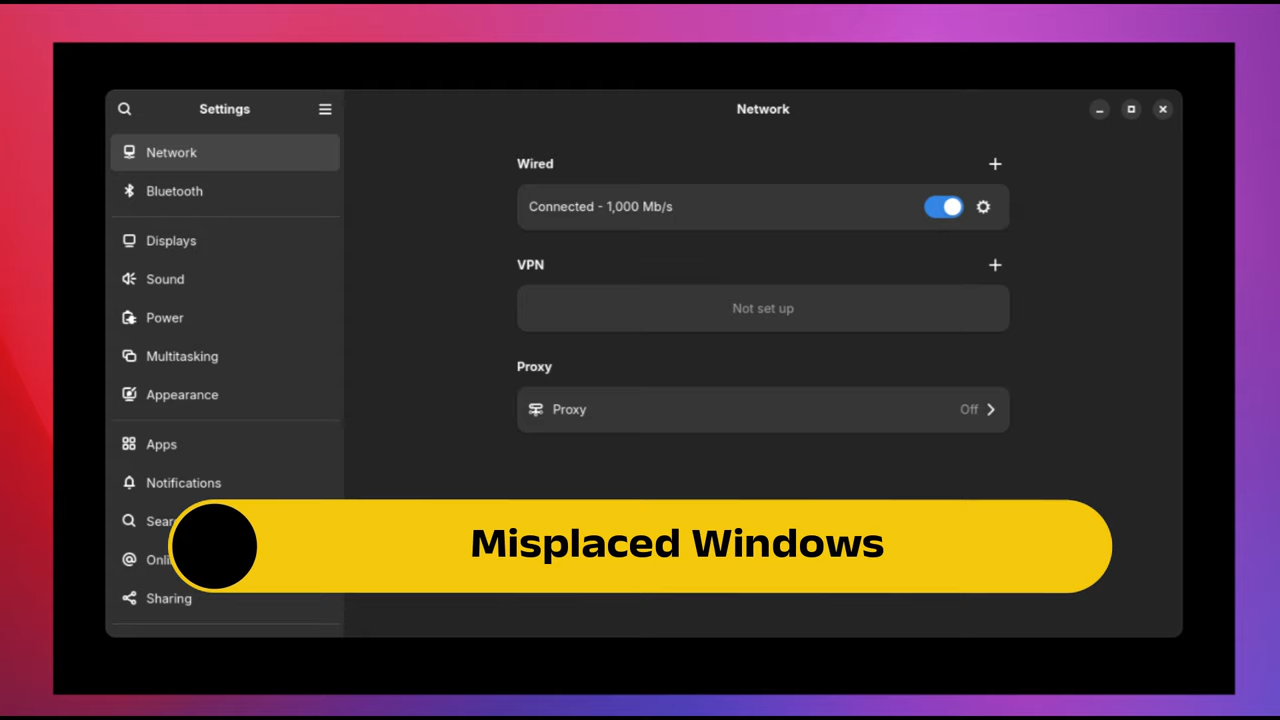 Settings
Network
Bluetooth
Displays
Sound
Power
Multitasking
Appearance
Apps
Notifications
Sharing
Network
Wired
Connected - 1,000 Mb/s
VPN
Not set up
Proxy
Proxy
Off
Misplaced Windows